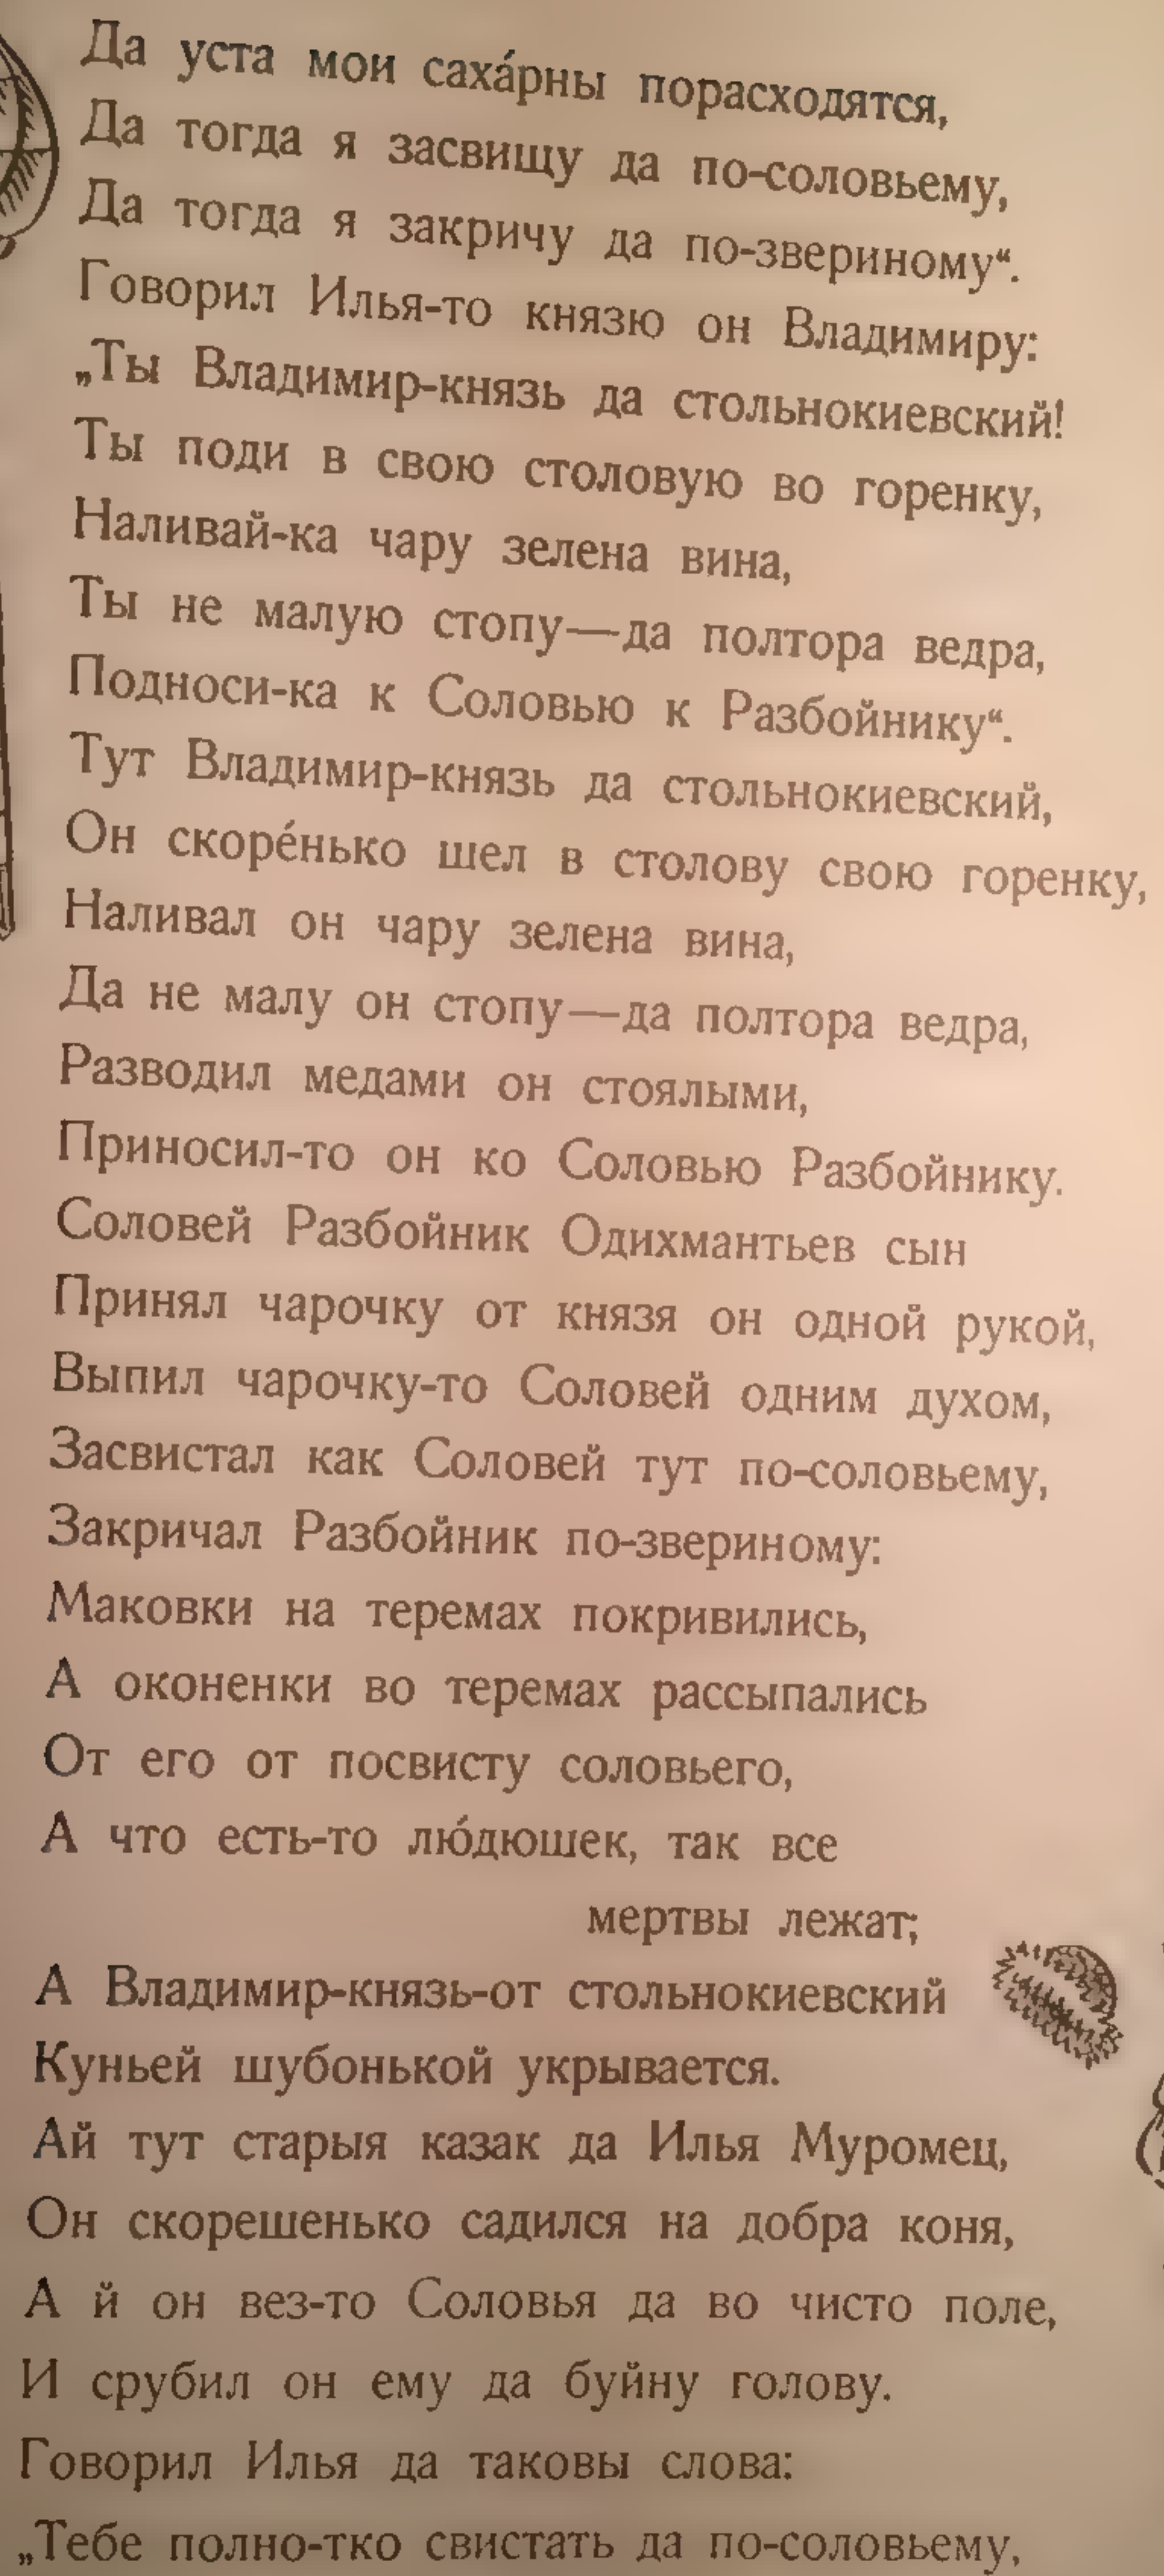 Да уста мои саха́рны порасходятся,
Да тогда я засвищу да по-соловьему,
Да тогда я закричу да по-звериному“.
Говорил Илья-то князю он Владимиру:
„Ты Владимир-князь да стольнокиевский!
Ты поди в свою столовую во горенку,
Наливай-ка чару зелена вина,
Ты не малую стопу—да полтора ведра,
Подноси-ка к Соловью к Разбойнику“.
Тут Владимир-князь да стольнокиевский,
Он скоре́нько шел в столову свою горенку,
Наливал он чару зелена вина,
Да не малу он стопу—да полтора ведра,
Разводил медами он стоялыми,
Приносил-то он ко Соловью Разбойнику.
Соловей Разбойник Одихмантьев сын
Принял чарочку от князя он одной рукой,
Выпил чарочку-то Соловей одним духом,
Засвистал как Соловей тут по-соловьему,
Закричал Разбойник по-звериному:
Маковки на теремах покривились,
А оконенки во теремах рассыпались
От его от посвисту соловьего,
А что есть-то лю́дюшек, так все
мертвы лежат;
А Владимир-князь-от стольнокиевский
Куньей шубонькой укрывается.
Ай тут старыя казак да Илья Муромец,
Он скорешенько садился на добра коня,
А й он вез-то Соловья да во чисто поле,
И срубил он ему да буйну голову.
Говорил Илья да таковы слова:
„Тебе полно-тко свистать да по-соловьему,